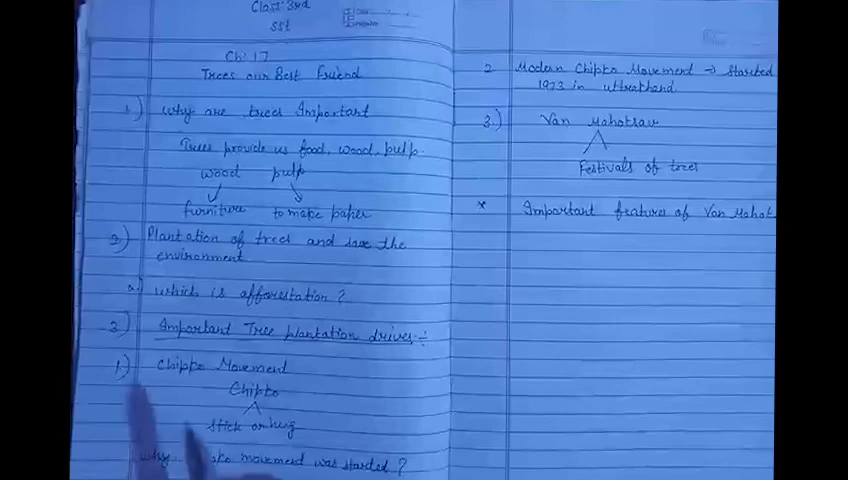 Class: 3rd
SSt
Ch: 17
Trees our Best Friend
1.) Why are trees Important
Trees provide us food, wood, pulp.
wood pulp
furniture to make paper
2.) Plantation of trees and save the
environment
a.) which is afforestation ?
3) Important Tree plantation drives:-
1.) Chipko Movement
Chipko
stick or hug
why movement was started ?
2 Modern Chipko Movement → Started
1973 in uttrakhand
3.) Van Mahotsav
Festivals of trees
* Important feature of Van Mahot